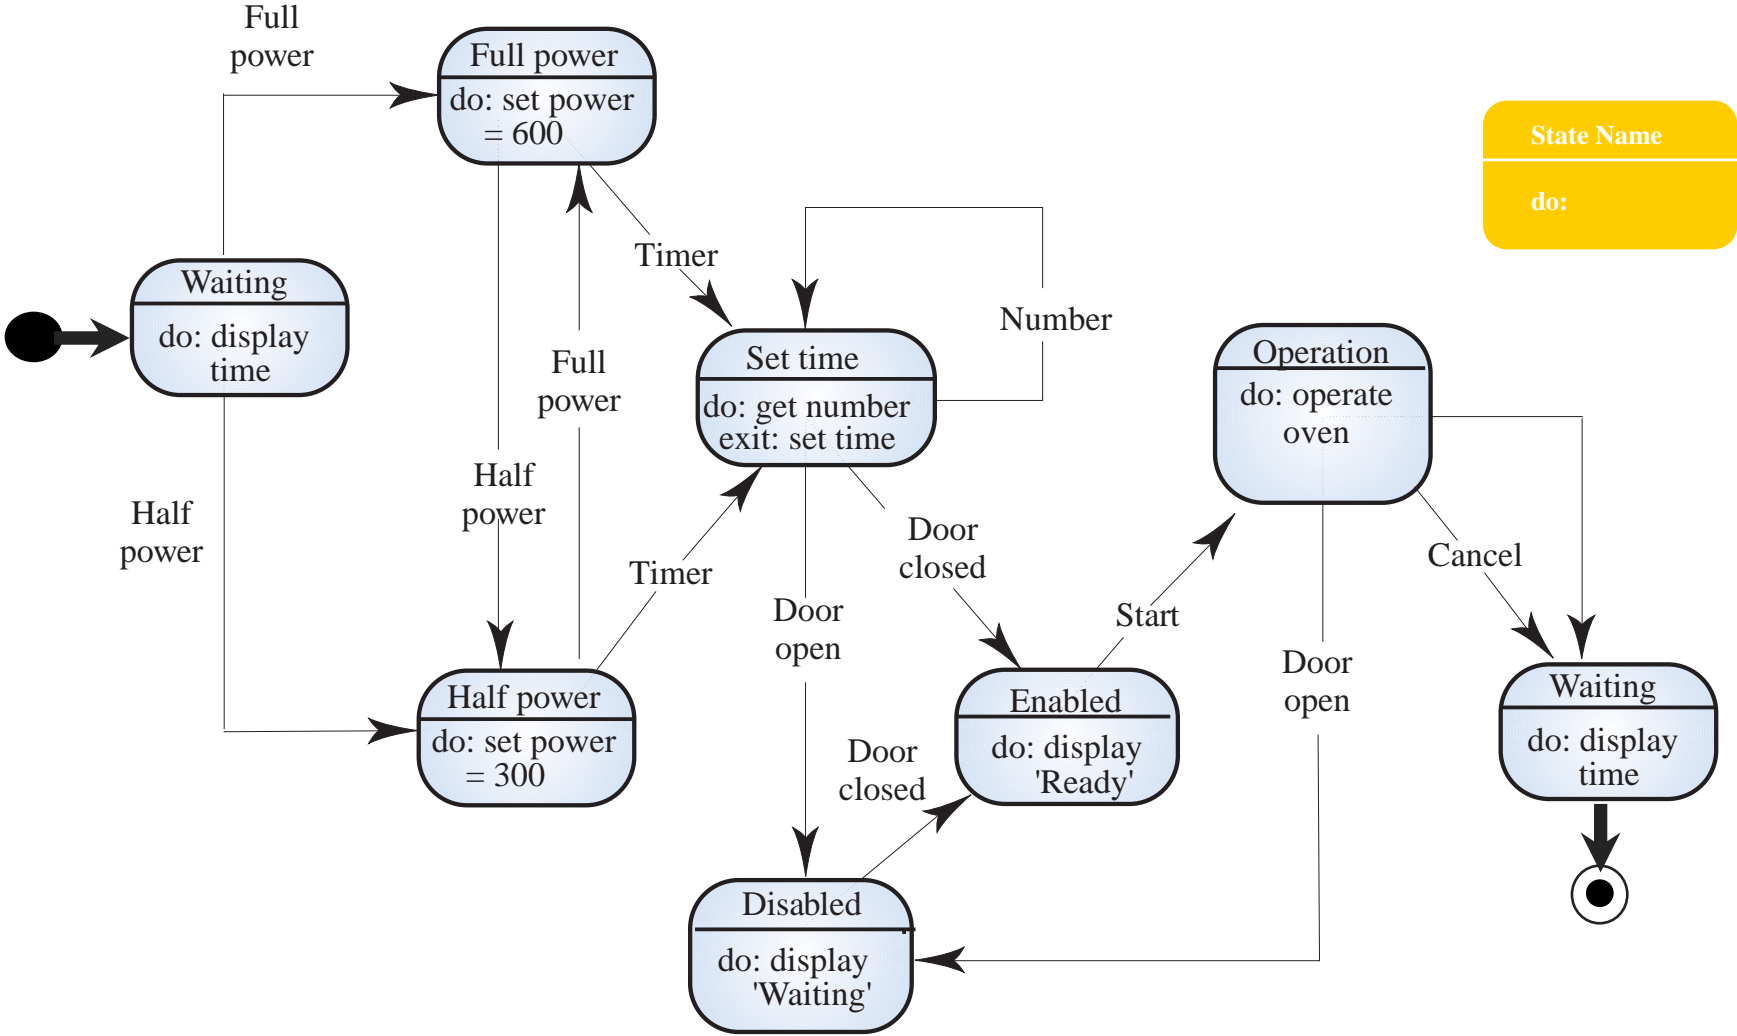 Full
power
Full power
do: set power
= 600
State Name
do:
Timer
Waiting
do: display
time
Number
Full
power
Set time
do: get number
exit: set time
Operation
do: operate
oven
Half
power
Half
power
Timer
Door
closed
Cancel
Door
open
Start
Door
open
Half power
do: set power
= 300
Enabled
do: display
'Ready'
Waiting
do: display
time
Door
closed
Disabled
do: display
'Waiting'